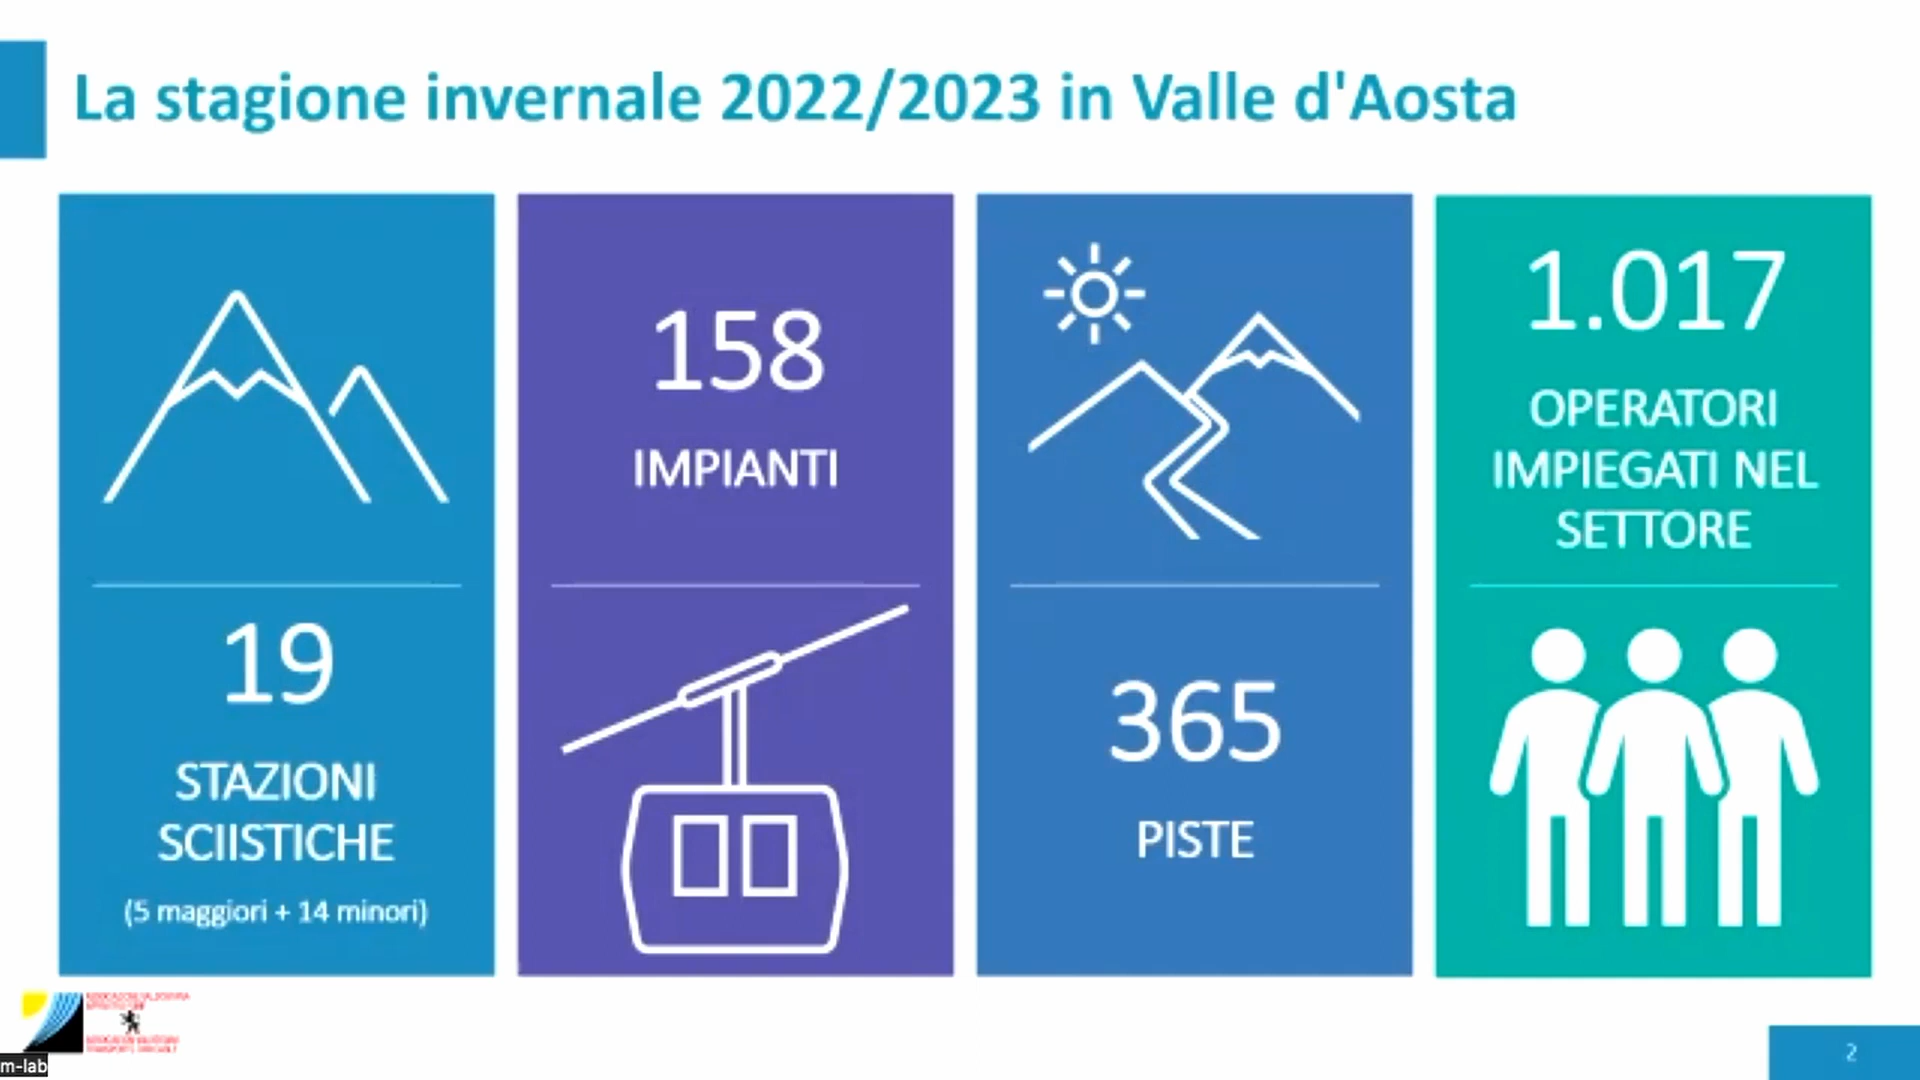 La stagione invernale 2022/2023 in Valle d'Aosta
19
STAZIONI
SCIISTICHE
(5 maggiori + 14 minori)
158
IMPIANTI
365
PISTE
1.017
OPERATORI
IMPIEGATI NEL
SETTORE
m-lab
2